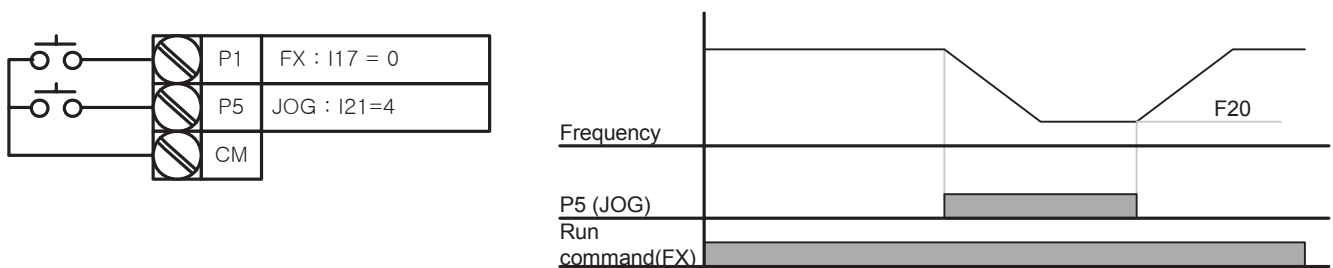 P1 FX : I17 = 0
P5 JOG : I21=4
CM
F20
Frequency
P5 (JOG)
Run
command(FX)